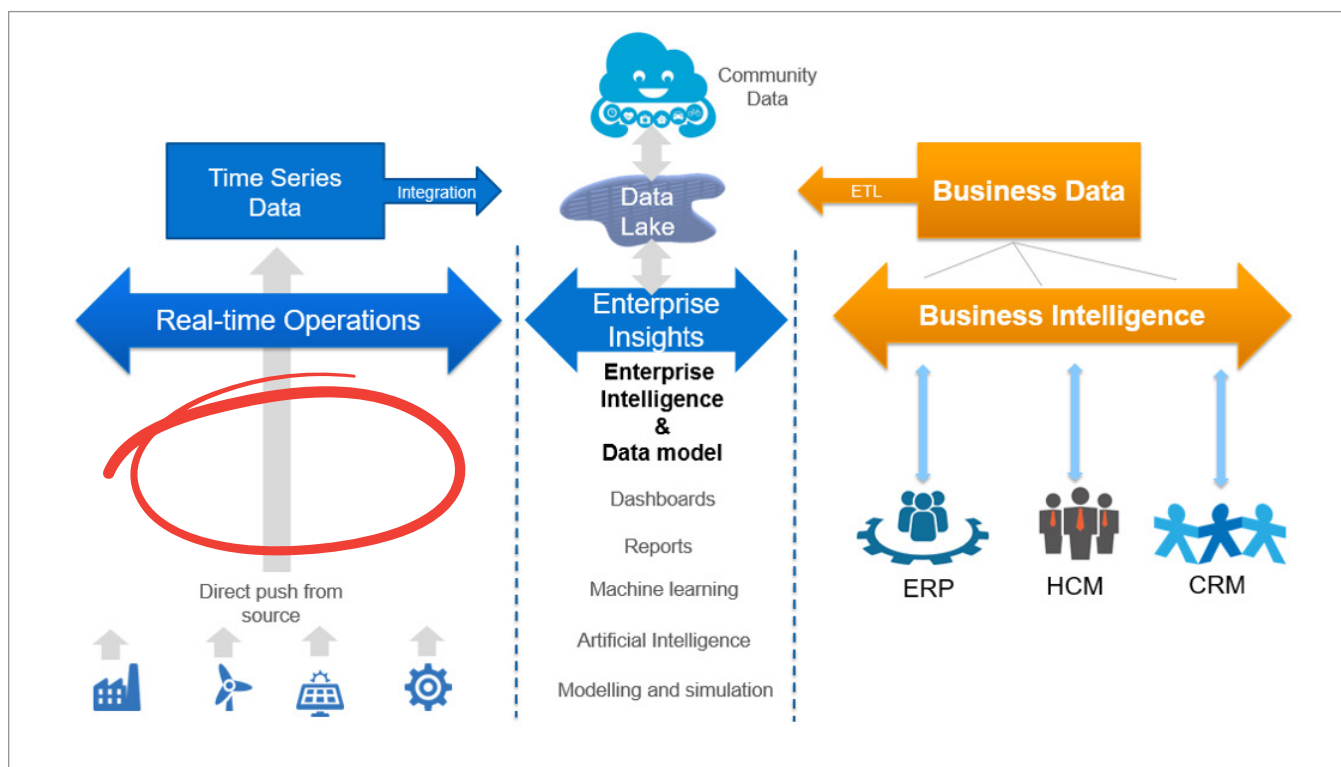 Community
Data
Time Series
Data
Integration
Data
Lake
ETL
Business Data
Real-time Operations
Enterprise
Insights
Business Intelligence
Enterprise
Intelligence
&
Data model
Dashboards
Reports
Machine learning
Artificial Intelligence
Modelling and simulation
Direct push from
source
ERP
HCM
CRM